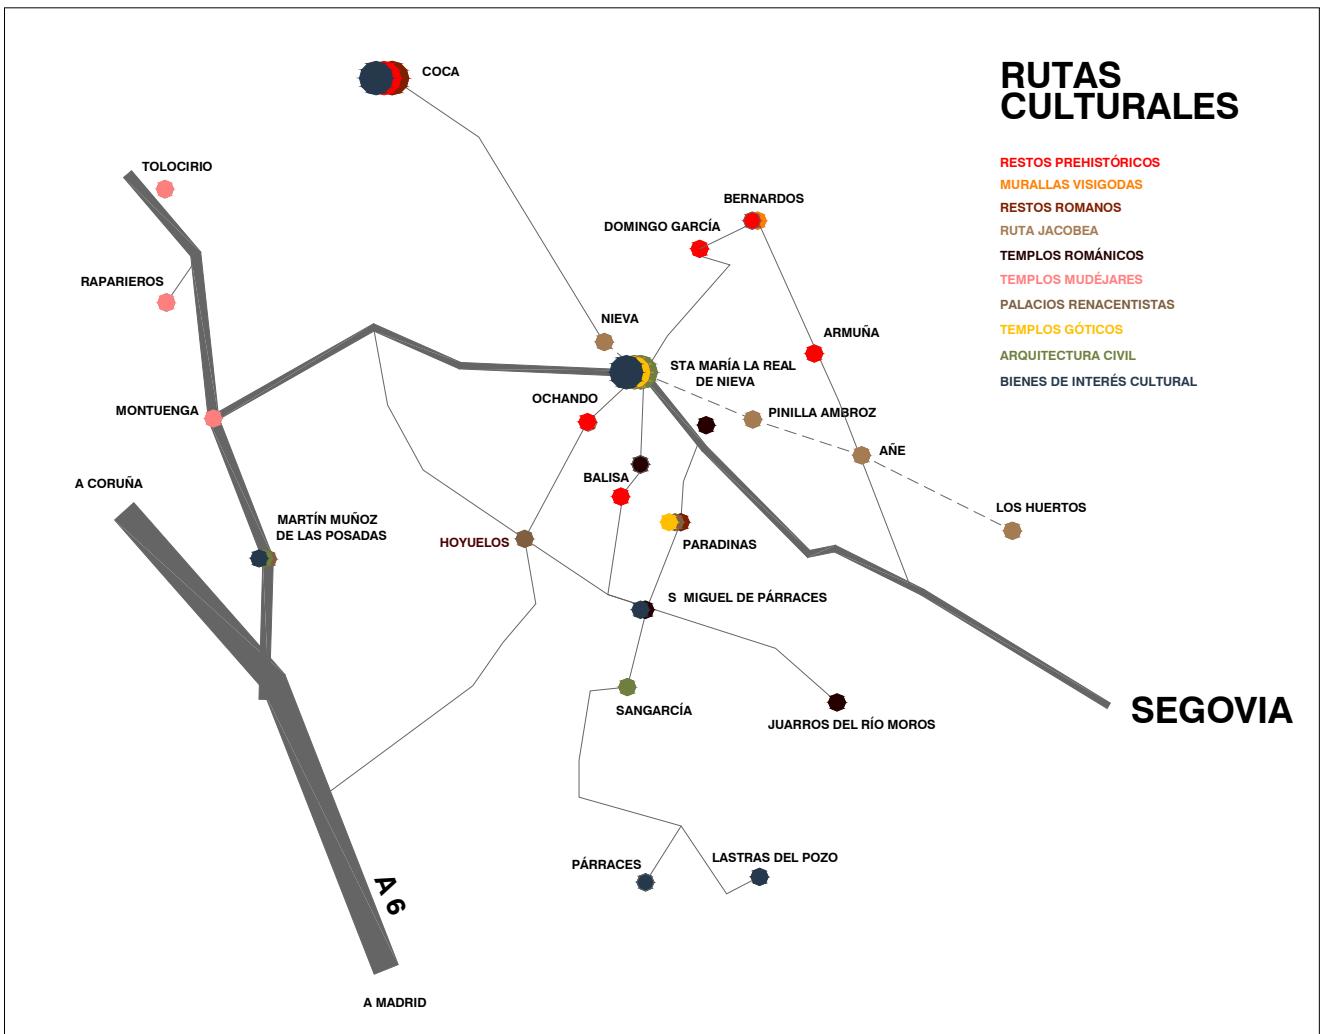 RUTAS
CULTURALES
RESTOS PREHISTÓRICOS
MURALLAS VISIGODAS
RESTOS ROMANOS
RUTA JACOBEA
TEMPLOS ROMÁNICOS
TEMPLOS MUDÉJARES
PALACIOS RENACENTISTAS
TEMPLOS GÓTICOS
ARQUITECTURA CIVIL
BIENES DE INTERÉS CULTURAL
COCA
TOLOCIRIO
BERNARDOS
DOMINGO GARCÍA
RAPARIEROS
NIEVA
ARMUÑA
STA MARÍA LA REAL
DE NIEVA
OCHANDO
MONTUENGA
PINILLA AMBROZ
AÑE
BALISA
A CORUÑA
LOS HUERTOS
MARTÍN MUÑOZ
DE LAS POSADAS
HOYUELOS
PARADINAS
S MIGUEL DE PÁRRACES
SANGARCÍA
JUARROS DEL RÍO MOROS
SEGOVIA
PÁRRACES
LASTRAS DEL POZO
A 6
A MADRID